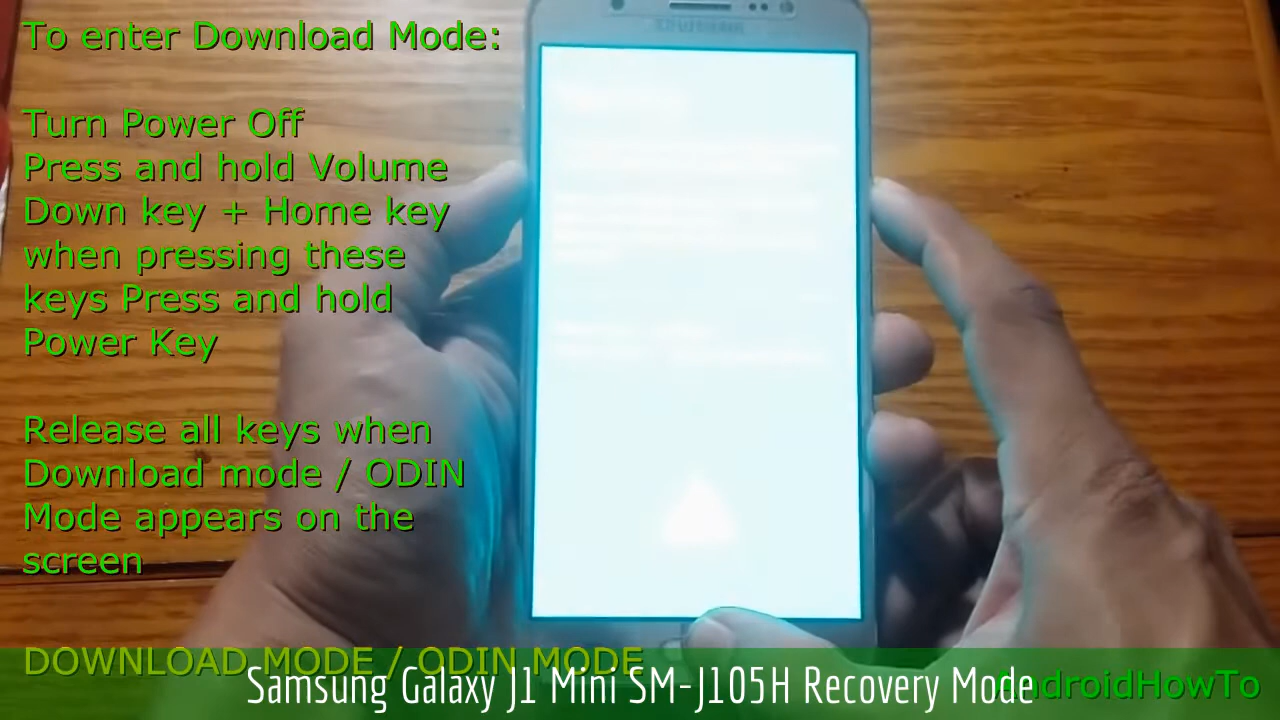 To enter Download Mode:
Turn Power Off
Press and hold Volume
Down key + Home key
when pressing these
keys Press and hold
Power Key
Release all keys when
Download mode / ODIN
Mode appears on the
screen
DOWNLOAD MODE / ODIN MODE
Samsung Galaxy J1 Mini SM-J105H Recovery Mode
AndroidHowTo
SAMSUNG